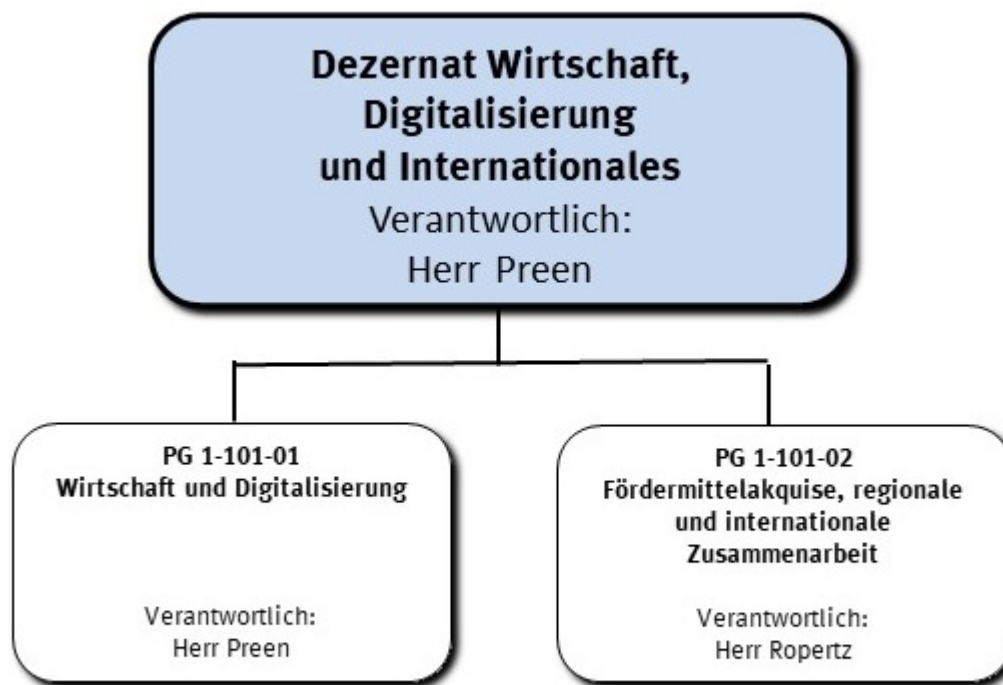 Dezernat Wirtschaft,
Digitalisierung
und Internationales
Verantwortlich:
Herr Preen
PG 1-101-01
Wirtschaft und Digitalisierung
Verantwortlich:
Herr Preen
PG 1-101-02
Fördermittelakquise, regionale
und internationale
Zusammenarbeit
Verantwortlich:
Herr Ropertz